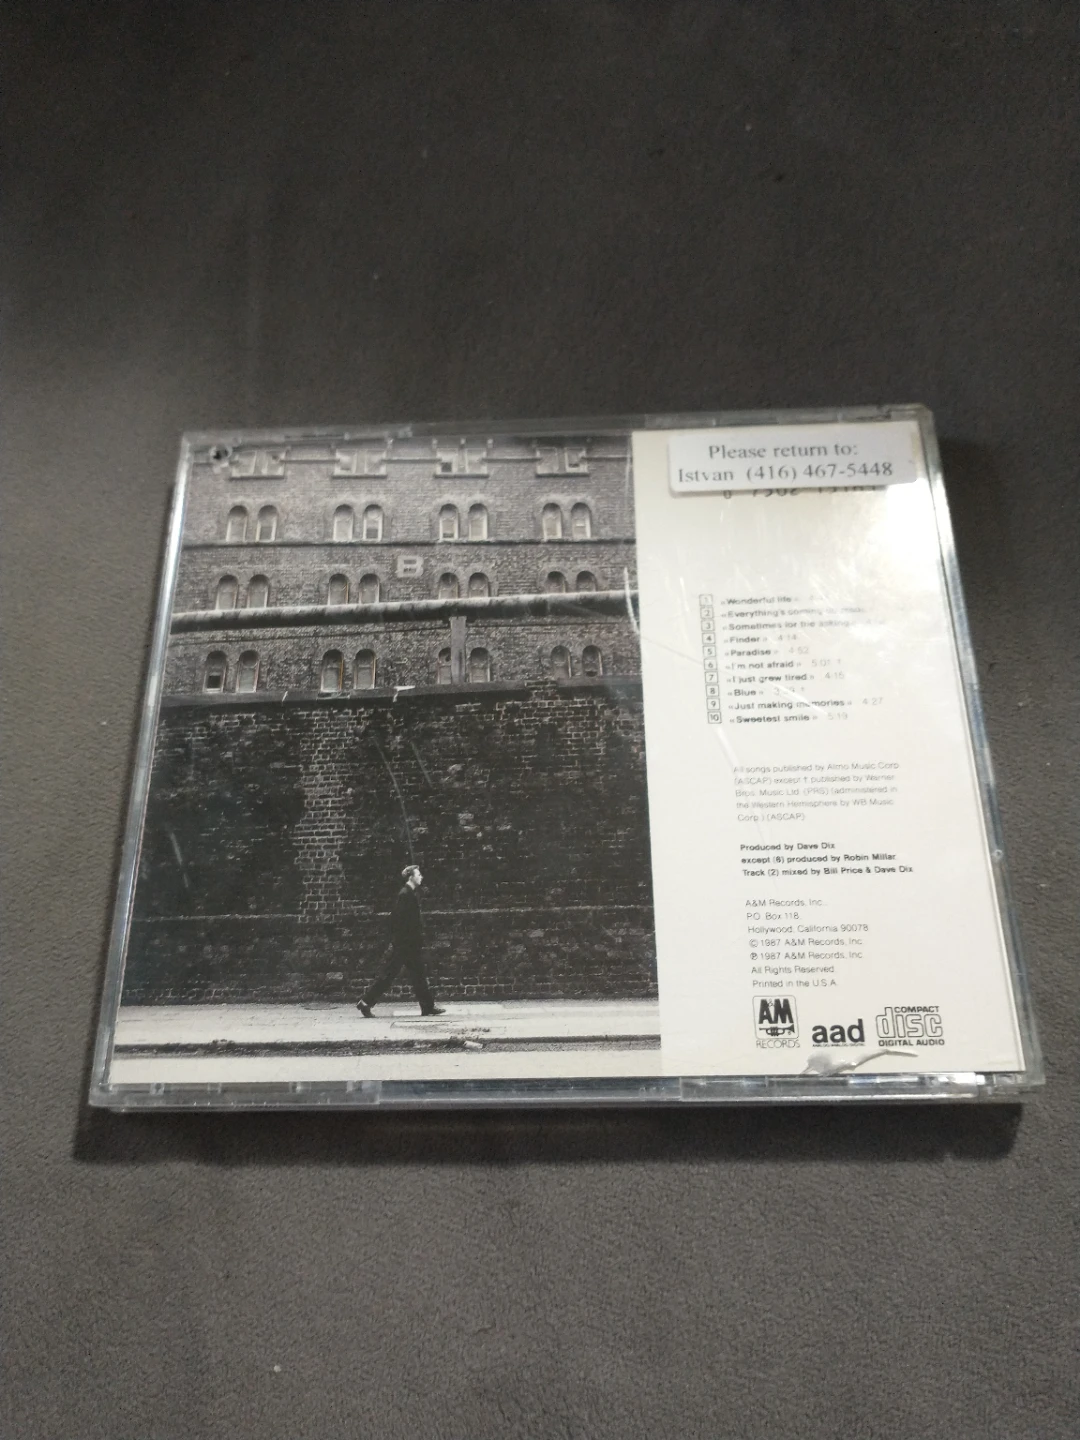 Please return to:
Istvan (416) 467-5448
B
1 «Wonderful life»
2 «Everything's coming up roses»
3 «Sometimes for the asking»
4 «Finder» 4:14
5 «Paradise» 4:52
6 «I'm not afraid» 5:01 †
7 «I just grew tired» 4:15
8 «Blue» †
9 «Just making memories» 4:27
10 «Sweetest smile» 5:19
All songs published by Almo Music Corp
(ASCAP) except † published by Warner
Bros. Music Ltd. (PRS) (administered in
the Western Hemisphere by WB Music
Corp.) (ASCAP)
Produced by Dave Dix
except (6) produced by Robin Millar
Track (2) mixed by Bill Price & Dave Dix
A&M Records, Inc.
P.O. Box 118,
Hollywood, California 90078
© 1987 A&M Records, Inc.
℗ 1987 A&M Records, Inc.
All Rights Reserved.
Printed in the U.S.A.
A&M
RECORDS
aad
COMPACT
disc
DIGITAL AUDIO